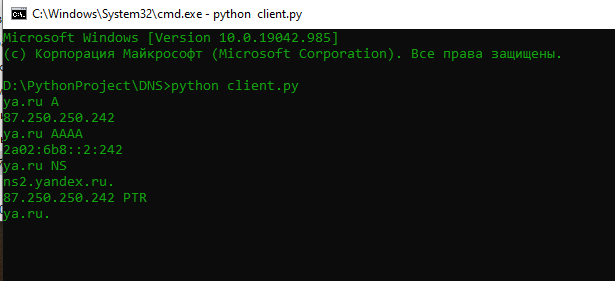 C:\Windows\System32\cmd.exe - python client.py
Microsoft Windows [Version 10.0.19042.985]
(c) Корпорация Майкрософт (Microsoft Corporation). Все права защищены.
D:\PythonProject\DNS>python client.py
ya.ru A
87.250.250.242
ya.ru AAAA
2a02:6b8::2:242
ya.ru NS
ns2.yandex.ru.
87.250.250.242 PTR
ya.ru.